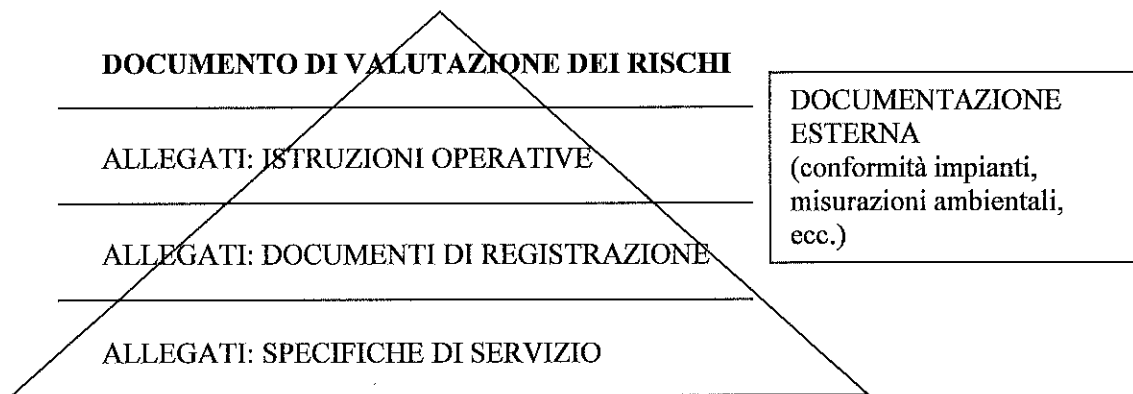 DOCUMENTO DI VALUTAZIONE DEI RISCHI
ALLEGATI: ISTRUZIONI OPERATIVE
ALLEGATI: DOCUMENTI DI REGISTRAZIONE
ALLEGATI: SPECIFICHE DI SERVIZIO
DOCUMENTAZIONE
ESTERNA
(conformità impianti,
misurazioni ambientali,
ecc.)